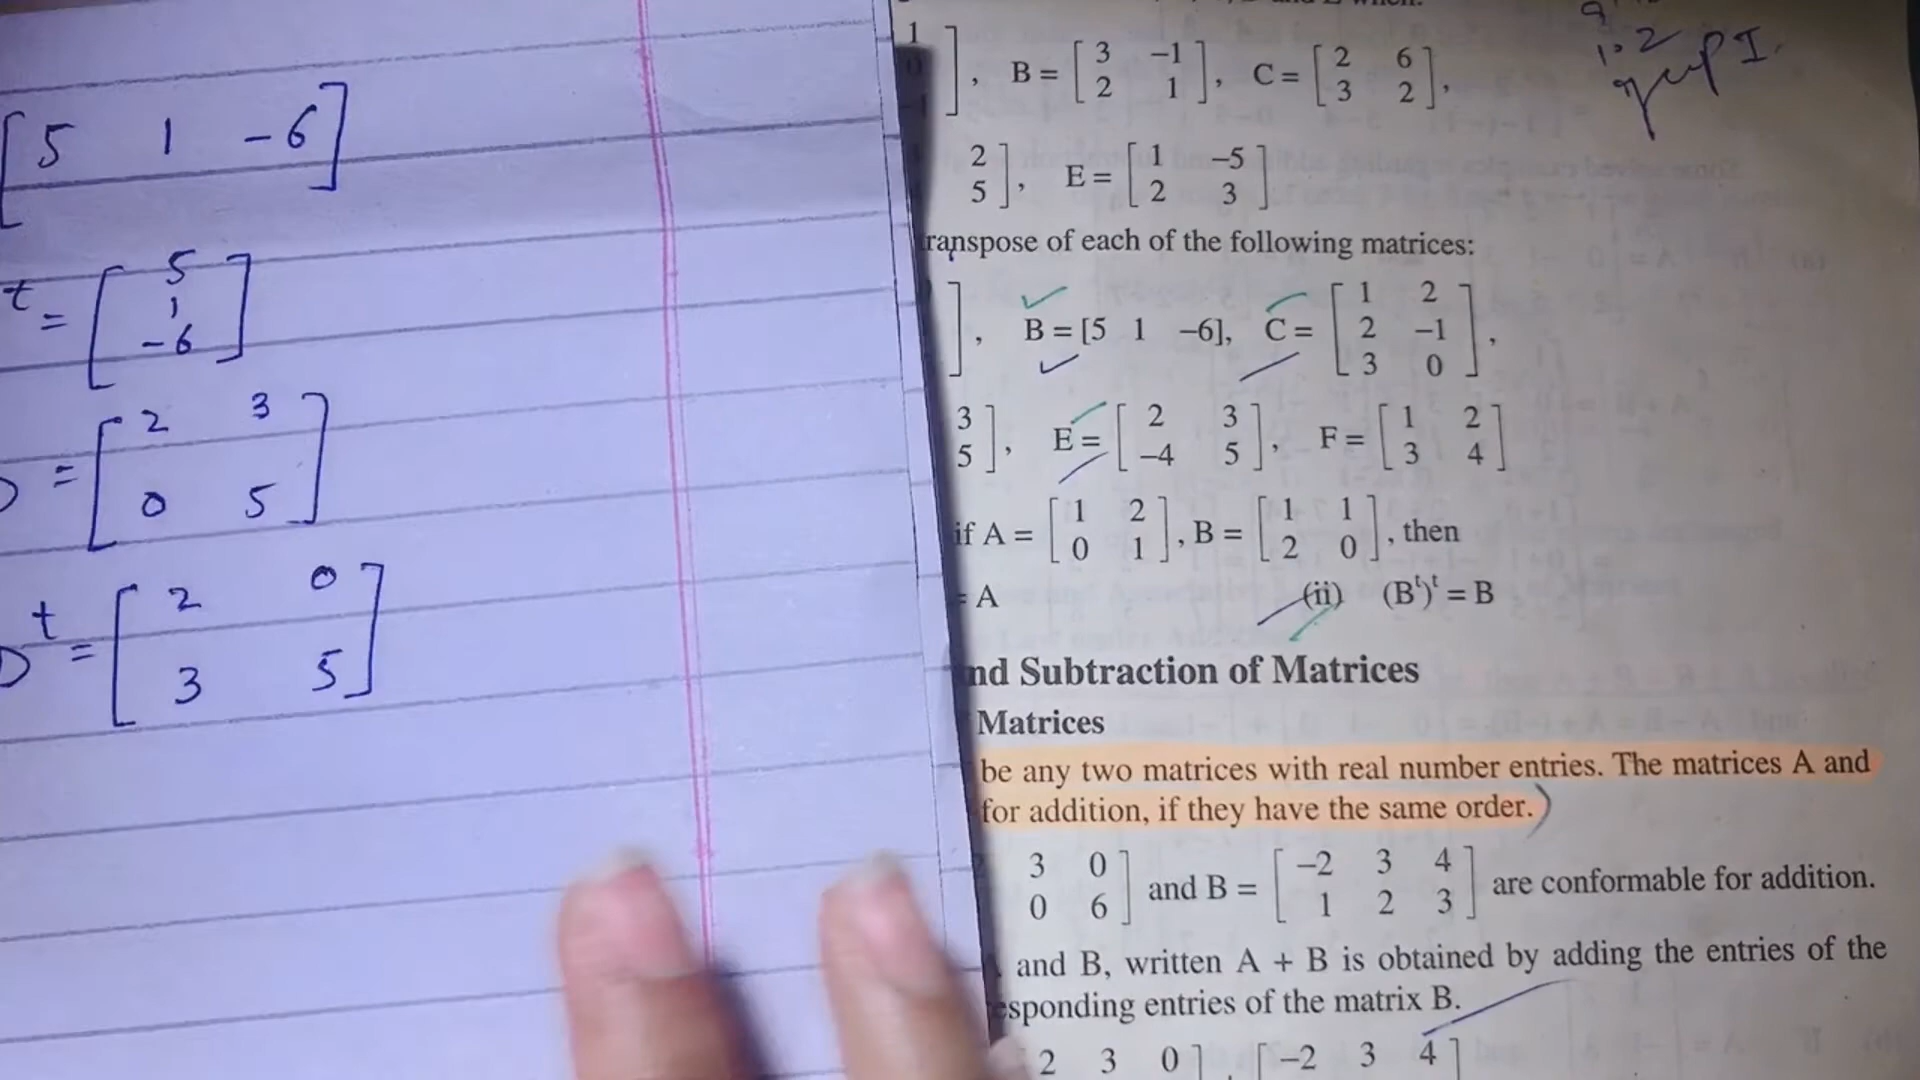 [5 1 -6]
t = [5
1
-6]
D = [2 3
0 5]
D t = [2 0
3 5]
1 ], B = [3 -1
2 1], C = [2 6
3 2],
2
5 ], E = [1 -5
2 3]
ranspose of each of the following matrices:
], B = [5 1 -6], C = [1 2
2 -1
3 0],
3
5 ], E = [2 3
-4 5], F = [1 2
3 4]
if A = [1 2
0 1], B = [1 1
2 0], then
= A (ii) (Bᵗ)ᵗ = B
nd Subtraction of Matrices
Matrices
be any two matrices with real number entries. The matrices A and
for addition, if they have the same order.)
3 0
0 6 ] and B = [-2 3 4
1 2 3] are conformable for addition.
and B, written A + B is obtained by adding the entries of the
esponding entries of the matrix B.
2 3 0 ] [-2 3 4 ]
9
1.2